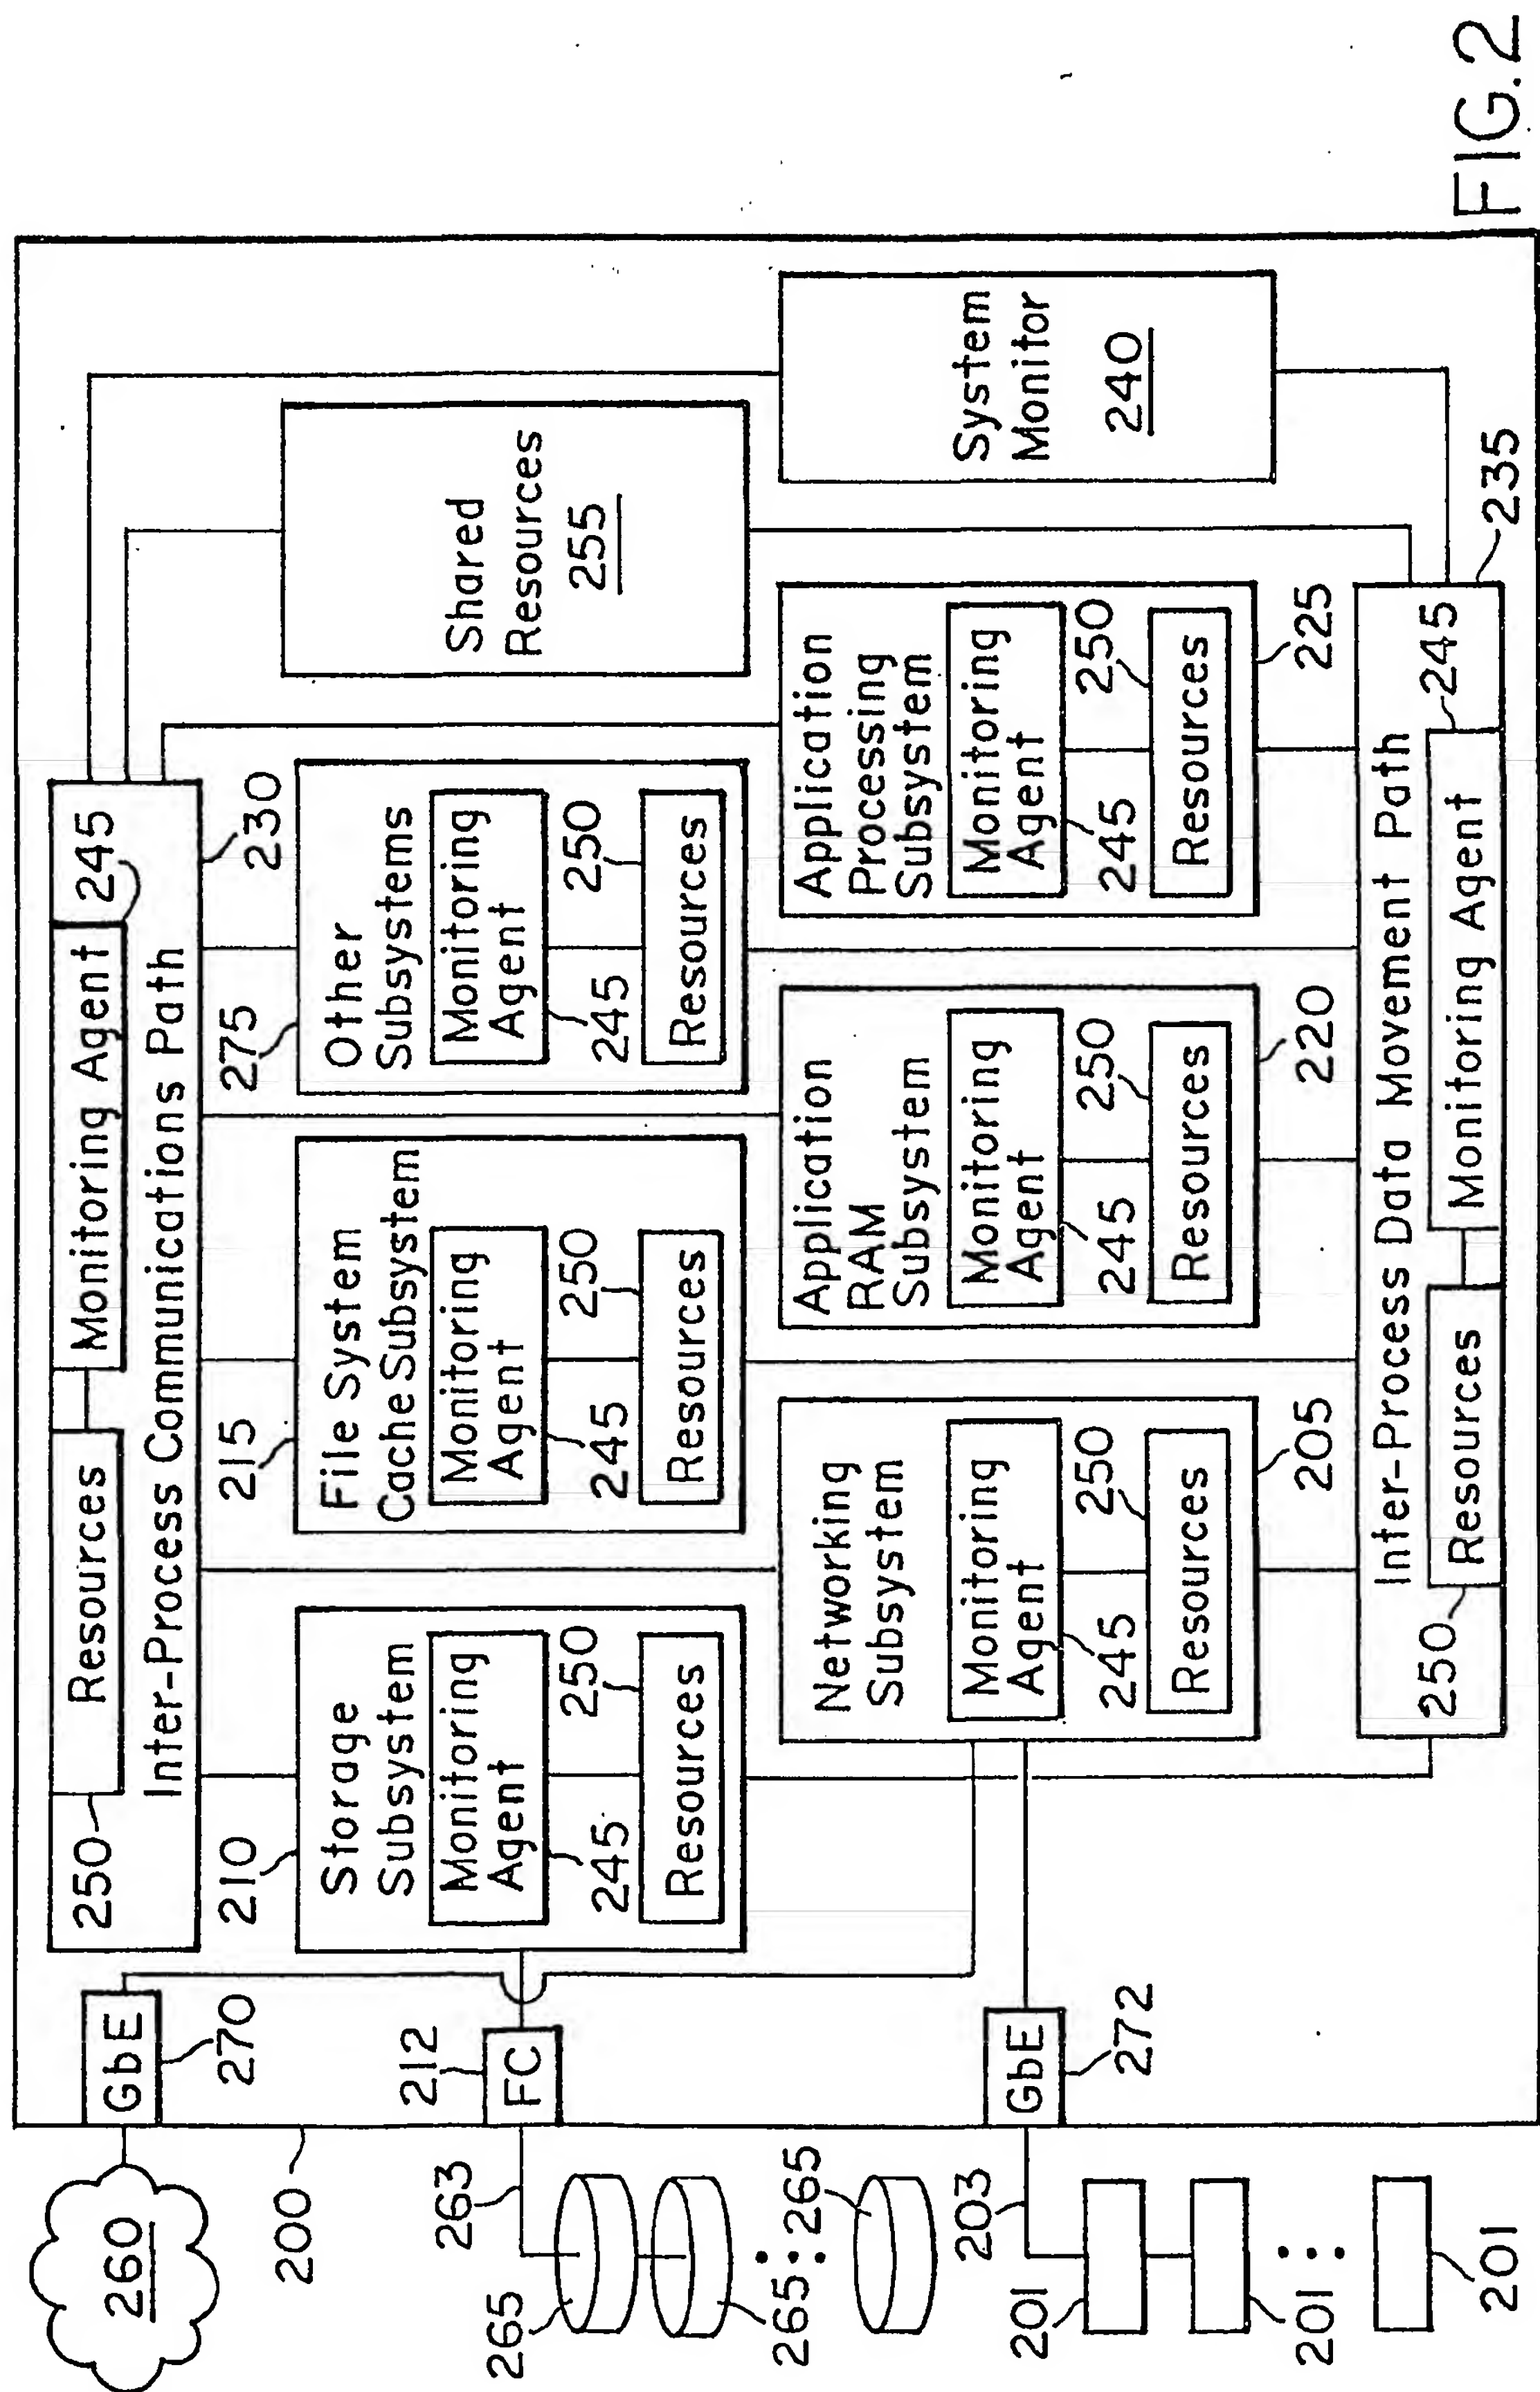 260
200
GbE
270
250
Resources
Monitoring Agent
245
Inter-Process Communications Path
230
263
265
265
265
212
FC
210
Storage
Subsystem
Monitoring
Agent
245
250
Resources
215
File System
Cache Subsystem
Monitoring
Agent
245
250
Resources
275
Other
Subsystems
Monitoring
Agent
245
250
Resources
Shared
Resources
255
203
201
201
201
GbE
272
Networking
Subsystem
Monitoring
Agent
245
250
Resources
205
Application
RAM
Subsystem
Monitoring
Agent
245
250
Resources
220
Application
Processing
Subsystem
Monitoring
Agent
245
250
Resources
225
System
Monitor
240
Inter-Process Data Movement Path
235
250
Resources
Monitoring Agent
245
FIG.2